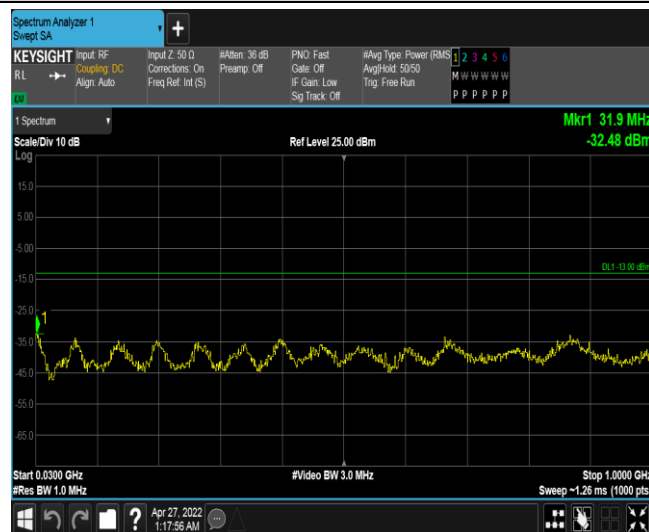 Spectrum Analyzer 1
Swept SA
+
KEYSIGHT
RL
Input: RF
Coupling: DC
Align: Auto
Input Z: 50 Ω
Corrections: On
Freq Ref: Int (S)
#Atten: 36 dB
Preamp: Off
PNO: Fast
Gate: Off
IF Gain: Low
Sig Track: Off
#Avg Type: Power (RMS
Avg|Hold: 50/50
Trig: Free Run
1 2 3 4 5 6
M W W W W W
P P P P P P
1 Spectrum
Mkr1 31.9 MHz
Scale/Div 10 dB
Ref Level 25.00 dBm
-32.48 dBm
Log
15.0
5.00
-5.00
DL1 -13.00 dBm
-15.0
-25.0
1
-35.0
-45.0
-55.0
-65.0
Start 0.0300 GHz
#Video BW 3.0 MHz
Stop 1.0000 GHz
#Res BW 1.0 MHz
Sweep ~1.26 ms (1000 pts
?
Apr 27, 2022
1:17:56 AM